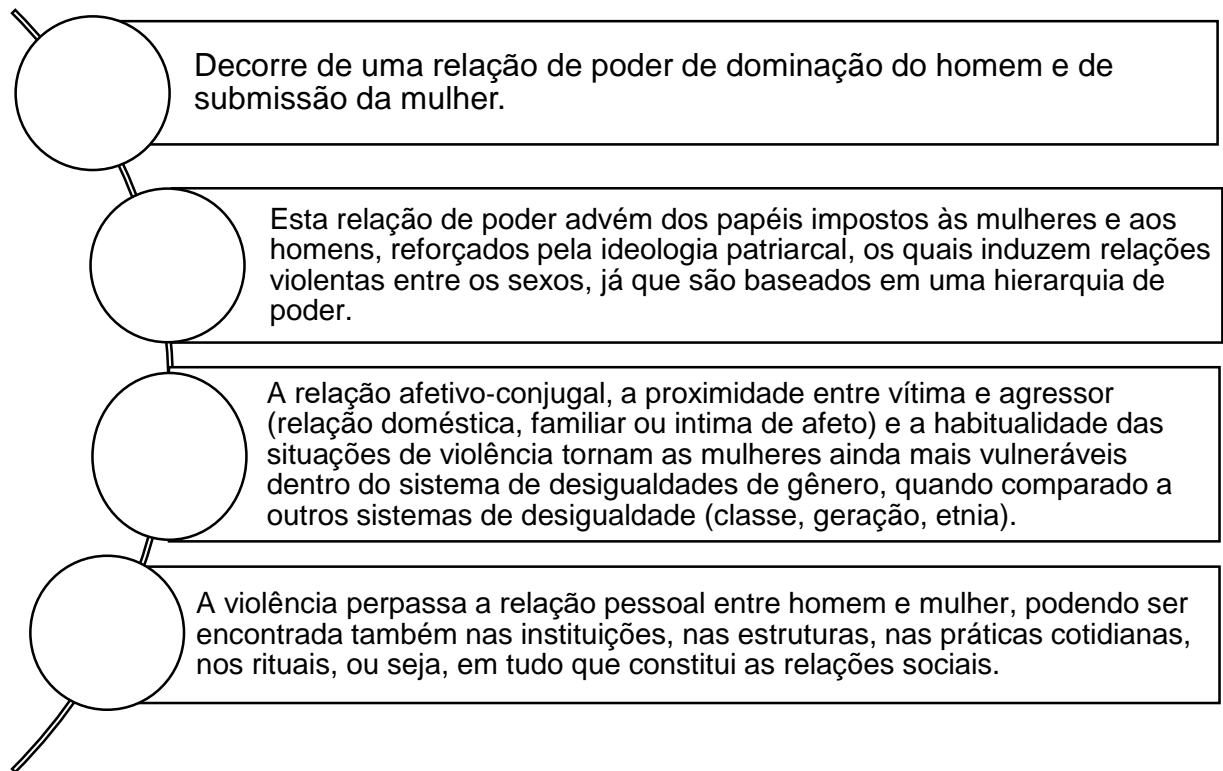 Decorre de uma relação de poder de dominação do homem e de
submissão da mulher.
Esta relação de poder advém dos papéis impostos às mulheres e aos
homens, reforçados pela ideologia patriarcal, os quais induzem relações
violentas entre os sexos, já que são baseados em uma hierarquia de
poder.
A relação afetivo-conjugal, a proximidade entre vítima e agressor
(relação doméstica, familiar ou intima de afeto) e a habitualidade das
situações de violência tornam as mulheres ainda mais vulneráveis
dentro do sistema de desigualdades de gênero, quando comparado a
outros sistemas de desigualdade (classe, geração, etnia).
A violência perpassa a relação pessoal entre homem e mulher, podendo ser
encontrada também nas instituições, nas estruturas, nas práticas cotidianas,
nos rituais, ou seja, em tudo que constitui as relações sociais.